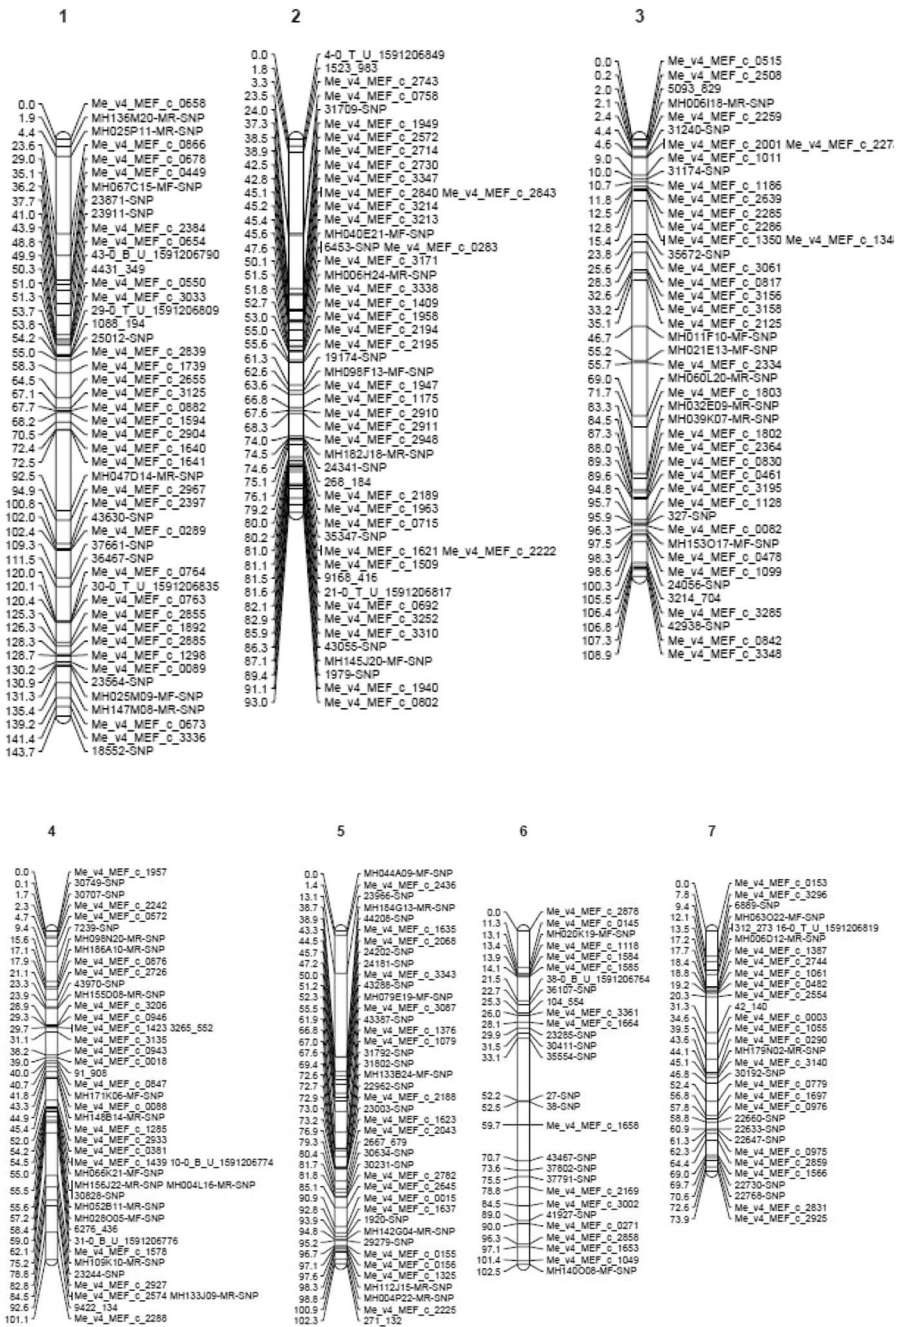 1
0.0 Me_v4_MEF_c_0658
1.9 MH136M20-MR-SNP
4.4 MH025P11-MR-SNP
23.6 Me_v4_MEF_c_0866
29.0 Me_v4_MEF_c_0678
35.1 Me_v4_MEF_c_0449
36.2 MH067C15-MF-SNP
37.7 23871-SNP
41.0 23911-SNP
43.9 Me_v4_MEF_c_2384
48.8 Me_v4_MEF_c_0654
49.9 43-0_B_U_1591206790
50.3 4431_349
51.0 Me_v4_MEF_c_0550
51.3 Me_v4_MEF_c_3033
53.7 29-0_T_U_1591206809
53.8 1088_194
54.2 25012-SNP
55.0 Me_v4_MEF_c_2839
58.3 Me_v4_MEF_c_1739
64.5 Me_v4_MEF_c_2655
67.1 Me_v4_MEF_c_3125
67.7 Me_v4_MEF_c_0882
68.2 Me_v4_MEF_c_1594
70.5 Me_v4_MEF_c_2904
72.4 Me_v4_MEF_c_1640
72.5 Me_v4_MEF_c_1641
92.5 MH047D14-MR-SNP
94.9 Me_v4_MEF_c_2967
100.8 Me_v4_MEF_c_2397
102.0 43630-SNP
102.4 Me_v4_MEF_c_0289
109.3 37661-SNP
111.5 36467-SNP
120.0 Me_v4_MEF_c_0764
120.1 30-0_T_U_1591206835
120.4 Me_v4_MEF_c_0763
125.3 Me_v4_MEF_c_2855
126.3 Me_v4_MEF_c_1892
128.3 Me_v4_MEF_c_2885
128.7 Me_v4_MEF_c_1298
130.2 Me_v4_MEF_c_0089
130.9 23564-SNP
131.3 MH025M09-MF-SNP
135.4 MH147M08-MR-SNP
139.2 Me_v4_MEF_c_0673
141.4 Me_v4_MEF_c_3336
143.7 18552-SNP
2
0.0 4-0_T_U_1591206849
1.8 1523_983
3.3 Me_v4_MEF_c_2743
23.5 Me_v4_MEF_c_0758
24.0 31709-SNP
37.3 Me_v4_MEF_c_1949
38.5 Me_v4_MEF_c_2572
38.9 Me_v4_MEF_c_2714
42.5 Me_v4_MEF_c_2730
42.8 Me_v4_MEF_c_3347
45.1 Me_v4_MEF_c_2840 Me_v4_MEF_c_2843
45.2 Me_v4_MEF_c_3214
45.4 Me_v4_MEF_c_3213
45.6 MH040E21-MF-SNP
47.6 6453-SNP Me_v4_MEF_c_0283
50.1 Me_v4_MEF_c_3171
51.5 MH006H24-MR-SNP
51.8 Me_v4_MEF_c_3338
52.7 Me_v4_MEF_c_1409
53.0 Me_v4_MEF_c_1958
55.0 Me_v4_MEF_c_2194
55.6 Me_v4_MEF_c_2195
61.3 19174-SNP
62.6 MH098F13-MF-SNP
63.6 Me_v4_MEF_c_1947
66.8 Me_v4_MEF_c_1175
67.6 Me_v4_MEF_c_2910
68.3 Me_v4_MEF_c_2911
74.0 Me_v4_MEF_c_2948
74.5 MH182J18-MR-SNP
74.6 24341-SNP
75.1 268_184
76.1 Me_v4_MEF_c_2189
79.2 Me_v4_MEF_c_1963
80.0 Me_v4_MEF_c_0715
80.2 35347-SNP
81.0 Me_v4_MEF_c_1621 Me_v4_MEF_c_2222
81.1 Me_v4_MEF_c_1509
81.5 9168_416
81.6 21-0_T_U_1591206817
82.1 Me_v4_MEF_c_0692
82.9 Me_v4_MEF_c_3252
85.9 Me_v4_MEF_c_3310
86.3 43055-SNP
87.1 MH145J20-MF-SNP
89.4 1979-SNP
91.1 Me_v4_MEF_c_1940
93.0 Me_v4_MEF_c_0802
3
0.0 Me_v4_MEF_c_0515
0.2 Me_v4_MEF_c_2508
2.0 5093_629
2.1 MH006I18-MR-SNP
2.4 Me_v4_MEF_c_2259
4.4 31240-SNP
4.6 Me_v4_MEF_c_2001 Me_v4_MEF_c_227
9.0 Me_v4_MEF_c_1011
10.0 31174-SNP
10.7 Me_v4_MEF_c_1186
11.8 Me_v4_MEF_c_2639
12.5 Me_v4_MEF_c_2285
12.8 Me_v4_MEF_c_2286
15.4 Me_v4_MEF_c_1350 Me_v4_MEF_c_134
23.8 35672-SNP
25.6 Me_v4_MEF_c_3061
28.3 Me_v4_MEF_c_0817
32.6 Me_v4_MEF_c_3156
33.2 Me_v4_MEF_c_3158
35.1 Me_v4_MEF_c_2125
46.7 MH011F10-MF-SNP
55.2 MH021E13-MF-SNP
55.7 Me_v4_MEF_c_2334
69.0 MH060L20-MR-SNP
71.7 Me_v4_MEF_c_1803
83.3 MH032E09-MR-SNP
84.5 MH039K07-MR-SNP
87.3 Me_v4_MEF_c_1802
88.0 Me_v4_MEF_c_2364
89.3 Me_v4_MEF_c_0830
89.6 Me_v4_MEF_c_0461
94.8 Me_v4_MEF_c_3195
95.7 Me_v4_MEF_c_1128
95.9 327-SNP
96.3 Me_v4_MEF_c_0082
97.5 MH153O17-MF-SNP
98.3 Me_v4_MEF_c_0478
98.6 Me_v4_MEF_c_1099
100.3 24056-SNP
105.5 3214_704
106.4 Me_v4_MEF_c_3285
106.8 42938-SNP
107.3 Me_v4_MEF_c_0842
108.9 Me_v4_MEF_c_3348
4
0.0 Me_v4_MEF_c_1957
0.1 30749-SNP
1.7 30707-SNP
2.3 Me_v4_MEF_c_2242
4.7 Me_v4_MEF_c_0572
9.4 7239-SNP
15.6 MH098N20-MR-SNP
17.1 MH186A10-MR-SNP
17.9 Me_v4_MEF_c_0876
21.1 Me_v4_MEF_c_2726
23.3 43970-SNP
23.9 MH155D08-MR-SNP
28.9 Me_v4_MEF_c_3206
29.3 Me_v4_MEF_c_0946
29.7 Me_v4_MEF_c_1423 3265_552
31.1 Me_v4_MEF_c_3135
38.2 Me_v4_MEF_c_0943
39.0 Me_v4_MEF_c_0018
40.0 91_908
40.7 Me_v4_MEF_c_0847
41.8 MH171K06-MF-SNP
43.3 Me_v4_MEF_c_0088
44.9 MH148B14-MR-SNP
45.4 Me_v4_MEF_c_1285
52.0 Me_v4_MEF_c_2933
54.2 Me_v4_MEF_c_0381
54.5 Me_v4_MEF_c_1439 10-0_B_U_1591206774
55.0 MH066K21-MF-SNP
55.5 MH156J22-MR-SNP MH004L16-MR-SNP
30828-SNP
55.6 MH052B11-MR-SNP
57.2 MH028O05-MF-SNP
58.4 6276_436
59.0 31-0_B_U_1591206776
62.1 Me_v4_MEF_c_1578
75.2 MH109K10-MR-SNP
78.8 23244-SNP
82.8 Me_v4_MEF_c_2927
84.5 Me_v4_MEF_c_2574 MH133J09-MR-SNP
92.6 9422_134
101.1 Me_v4_MEF_c_2288
5
0.0 MH044A09-MF-SNP
1.4 Me_v4_MEF_c_2436
13.1 23966-SNP
38.7 MH184G13-MR-SNP
38.9 44208-SNP
43.3 Me_v4_MEF_c_1635
44.5 Me_v4_MEF_c_2068
45.7 24202-SNP
47.2 24181-SNP
50.0 Me_v4_MEF_c_3343
51.2 43288-SNP
52.3 MH079E19-MF-SNP
55.5 Me_v4_MEF_c_3087
61.9 43387-SNP
66.8 Me_v4_MEF_c_1376
67.0 Me_v4_MEF_c_1079
67.6 31792-SNP
69.4 31802-SNP
72.6 MH133B24-MF-SNP
72.7 22962-SNP
72.9 Me_v4_MEF_c_2188
73.0 23003-SNP
73.2 Me_v4_MEF_c_1623
76.9 Me_v4_MEF_c_2043
79.3 2667_679
80.4 30634-SNP
81.7 30231-SNP
81.8 Me_v4_MEF_c_2782
85.1 Me_v4_MEF_c_2645
90.9 Me_v4_MEF_c_0015
92.8 Me_v4_MEF_c_1637
93.9 1920-SNP
94.8 MH142G04-MR-SNP
95.2 29279-SNP
96.7 Me_v4_MEF_c_0155
97.1 Me_v4_MEF_c_0156
97.6 Me_v4_MEF_c_1325
98.3 MH112J15-MR-SNP
98.8 MH004P22-MR-SNP
100.9 Me_v4_MEF_c_2225
102.3 271_132
6
0.0 Me_v4_MEF_c_2878
11.3 Me_v4_MEF_c_0145
13.1 MH020K19-MF-SNP
13.4 Me_v4_MEF_c_1118
13.9 Me_v4_MEF_c_1584
14.1 Me_v4_MEF_c_1585
21.5 38-0_B_U_1591206764
22.7 36107-SNP
25.3 104_554
26.0 Me_v4_MEF_c_3361
28.1 Me_v4_MEF_c_1664
29.9 23285-SNP
31.5 30411-SNP
33.1 35554-SNP
52.2 27-SNP
52.5 38-SNP
59.7 Me_v4_MEF_c_1658
70.7 43467-SNP
73.6 37802-SNP
75.5 37791-SNP
78.8 Me_v4_MEF_c_2169
84.5 Me_v4_MEF_c_3002
89.0 41927-SNP
90.0 Me_v4_MEF_c_0271
96.3 Me_v4_MEF_c_2858
97.1 Me_v4_MEF_c_1653
101.4 Me_v4_MEF_c_1049
102.5 MH140O08-MF-SNP
7
0.0 Me_v4_MEF_c_0153
7.8 Me_v4_MEF_c_3296
9.4 6889-SNP
12.1 MH063O22-MF-SNP
13.5 312_273 16-0_T_U_1591206819
17.2 MH006D12-MR-SNP
17.7 Me_v4_MEF_c_1387
18.4 Me_v4_MEF_c_2744
18.8 Me_v4_MEF_c_1061
19.2 Me_v4_MEF_c_0482
20.3 Me_v4_MEF_c_2554
31.3 42_140
34.6 Me_v4_MEF_c_0003
39.5 Me_v4_MEF_c_1055
43.6 Me_v4_MEF_c_0290
44.1 MH179N02-MR-SNP
45.1 Me_v4_MEF_c_3140
46.8 30192-SNP
52.4 Me_v4_MEF_c_0779
56.8 Me_v4_MEF_c_1697
57.8 Me_v4_MEF_c_0976
58.8 22660-SNP
60.9 22633-SNP
61.3 22647-SNP
62.3 Me_v4_MEF_c_0975
64.4 Me_v4_MEF_c_2859
69.0 Me_v4_MEF_c_1566
69.7 22730-SNP
70.6 22768-SNP
72.6 Me_v4_MEF_c_2831
73.9 Me_v4_MEF_c_2925